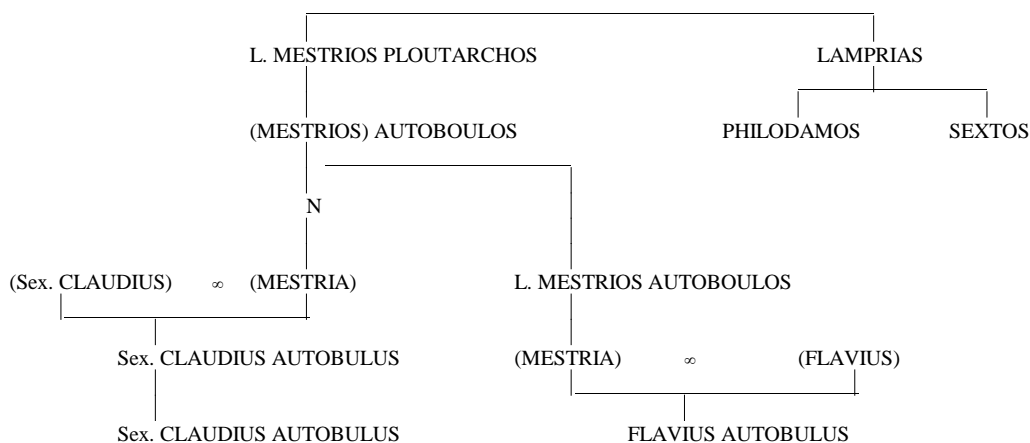 L. MESTRIOS PLOUTARCHOS LAMPRIAS
(MESTRIOS) AUTOBOULOS PHILODAMOS SEXTOS
N
(Sex. CLAUDIUS) ∞ (MESTRIA) L. MESTRIOS AUTOBOULOS
Sex. CLAUDIUS AUTOBULUS (MESTRIA) ∞ (FLAVIUS)
Sex. CLAUDIUS AUTOBULUS FLAVIUS AUTOBULUS